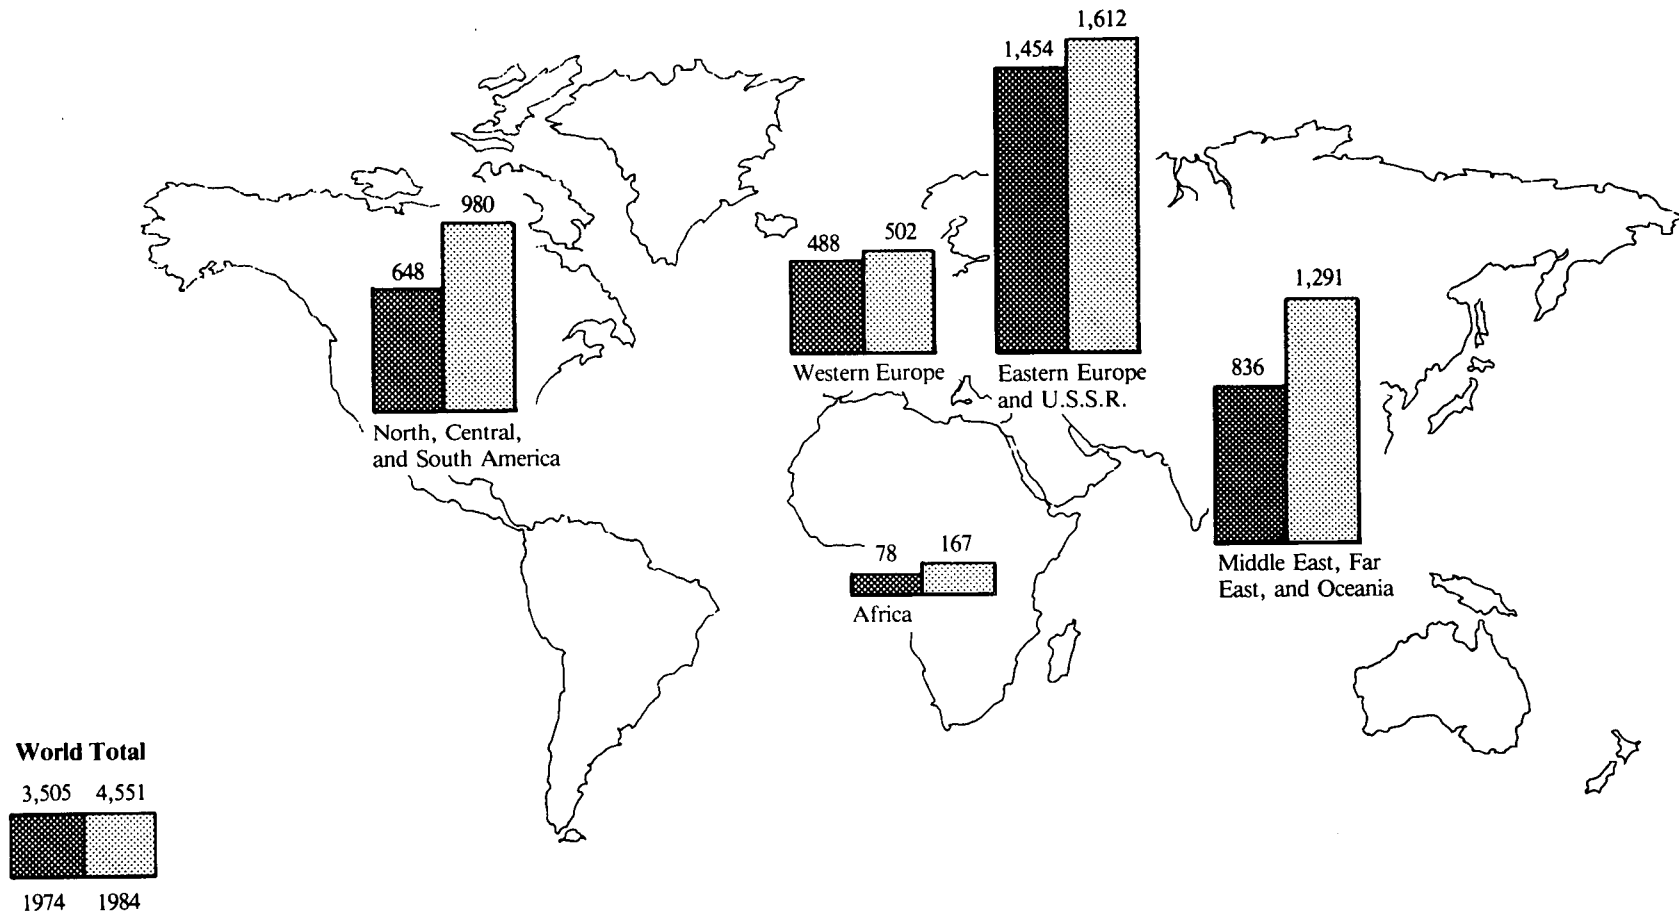 1,612
1,454
980
648
488
502
Western Europe
Eastern Europe
and U.S.S.R.
1,291
836
North, Central,
and South America
78
167
Africa
Middle East, Far
East, and Oceania
World Total
3,505 4,551
1974 1984